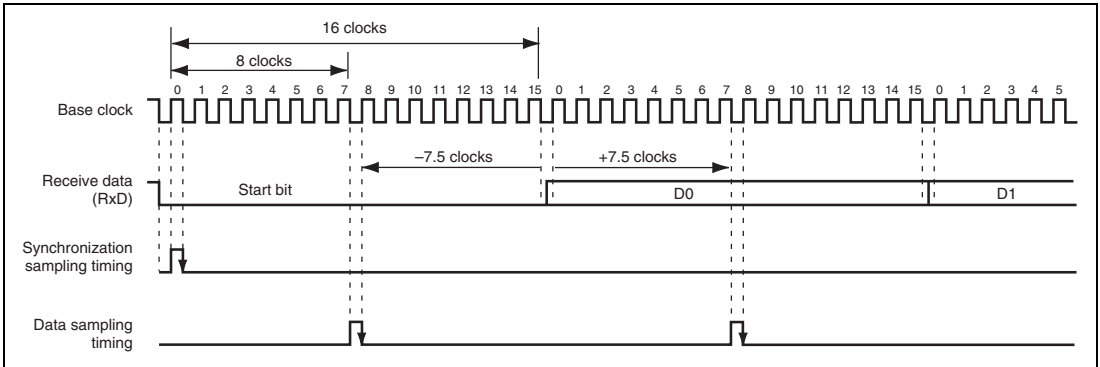 16 clocks
8 clocks
0 1 2 3 4 5 6 7 8 9 10 11 12 13 14 15 0 1 2 3 4 5 6 7 8 9 10 11 12 13 14 15 0 1 2 3 4 5
Base clock
–7.5 clocks
+7.5 clocks
Receive data
(RxD)
Start bit
D0
D1
Synchronization
sampling timing
Data sampling
timing